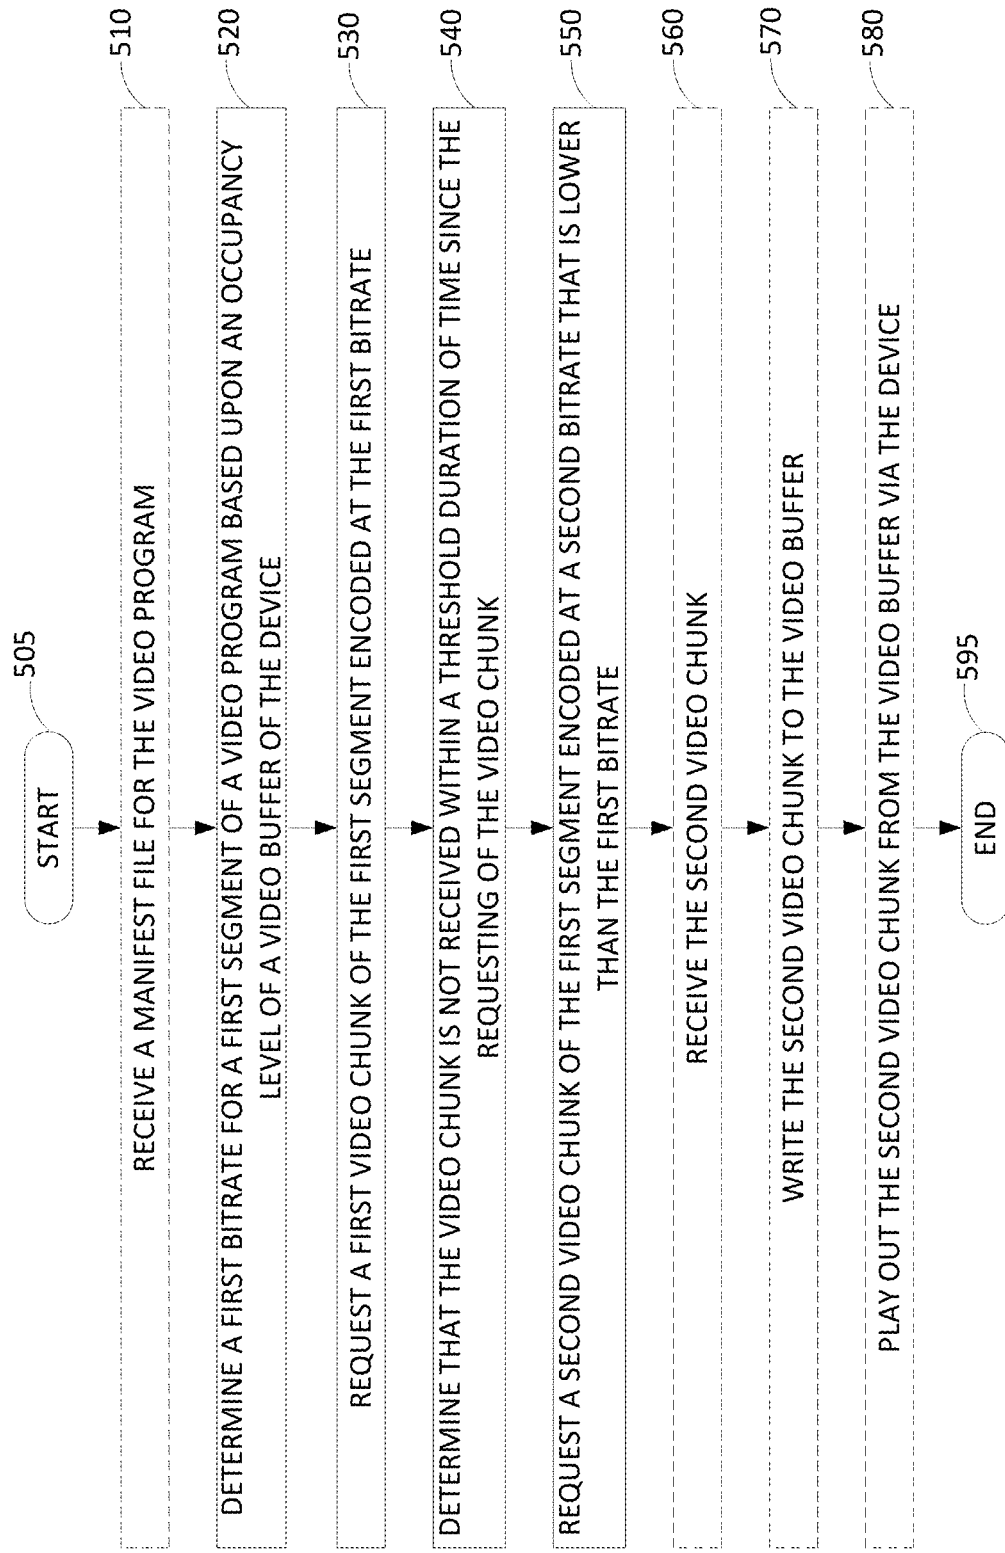 START
505
RECEIVE A MANIFEST FILE FOR THE VIDEO PROGRAM
510
DETERMINE A FIRST BITRATE FOR A FIRST SEGMENT OF A VIDEO PROGRAM BASED UPON AN OCCUPANCY
LEVEL OF A VIDEO BUFFER OF THE DEVICE
520
REQUEST A FIRST VIDEO CHUNK OF THE FIRST SEGMENT ENCODED AT THE FIRST BITRATE
530
DETERMINE THAT THE VIDEO CHUNK IS NOT RECEIVED WITHIN A THRESHOLD DURATION OF TIME SINCE THE
REQUESTING OF THE VIDEO CHUNK
540
REQUEST A SECOND VIDEO CHUNK OF THE FIRST SEGMENT ENCODED AT A SECOND BITRATE THAT IS LOWER
THAN THE FIRST BITRATE
550
RECEIVE THE SECOND VIDEO CHUNK
560
WRITE THE SECOND VIDEO CHUNK TO THE VIDEO BUFFER
570
PLAY OUT THE SECOND VIDEO CHUNK FROM THE VIDEO BUFFER VIA THE DEVICE
580
END
595